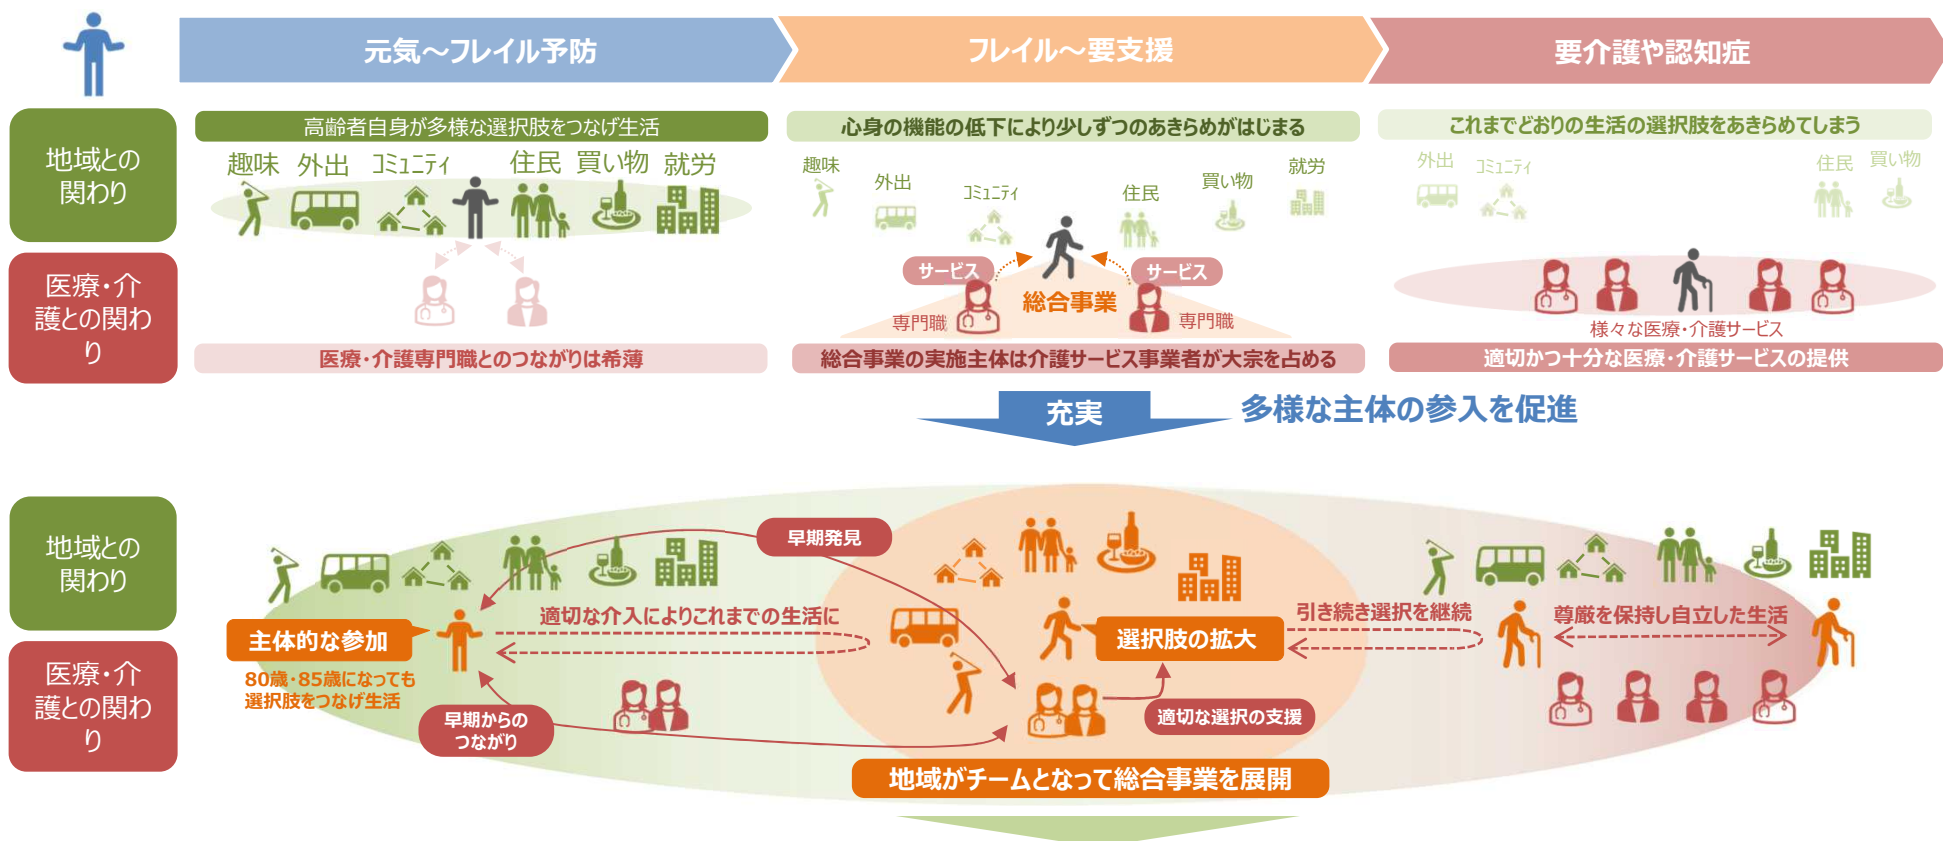 元気～フレイル予防
フレイル～要支援
要介護や認知症
地域との
関わり
高齢者自身が多様な選択肢をつなげ生活
趣味 外出 コミュニティ 住民 買い物 就労
心身の機能の低下により少しずつのあきらめがはじまる
趣味
外出
コミュニティ
住民
買い物
就労
これまでどおりの生活の選択肢をあきらめてしまう
外出
コミュニティ
住民
買い物
医療・介
護との関わ
り
医療・介護専門職とのつながりは希薄
サービス
サービス
総合事業
専門職
専門職
総合事業の実施主体は介護サービス事業者が大宗を占める
様々な医療・介護サービス
適切かつ十分な医療・介護サービスの提供
充実
多様な主体の参入を促進
地域との
関わり
医療・介
護との関わ
り
早期発見
適切な介入によりこれまでの生活に
主体的な参加
80歳・85歳になっても
選択肢をつなげ生活
早期からの
つながり
選択肢の拡大
引き続き選択を継続
尊厳を保持し自立した生活
適切な選択の支援
地域がチームとなって総合事業を展開